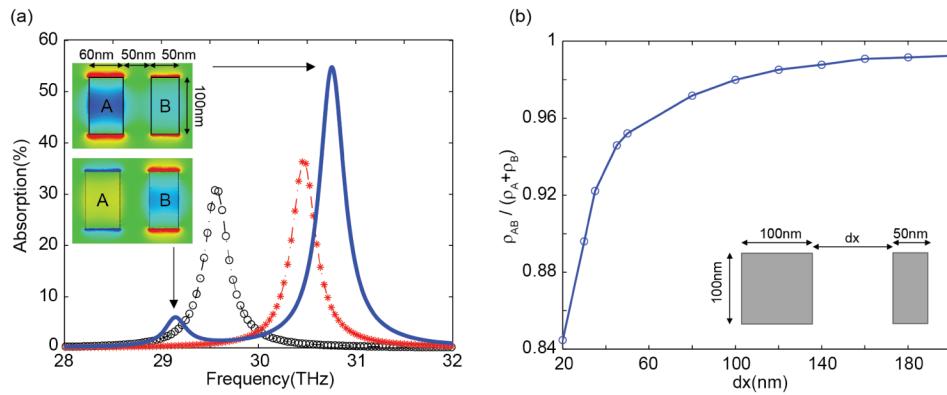 (a)
60nm 50nm 50nm
A
B
100nm
A
B
60
50
40
30
20
10
0
28
29
30
31
32
Absorption(%)
Frequency(THz)
(b)
1
0.96
0.92
0.88
0.84
20
60
100
140
180
ρAB / (ρA+ρB)
dx(nm)
100nm
dx
50nm
100nm